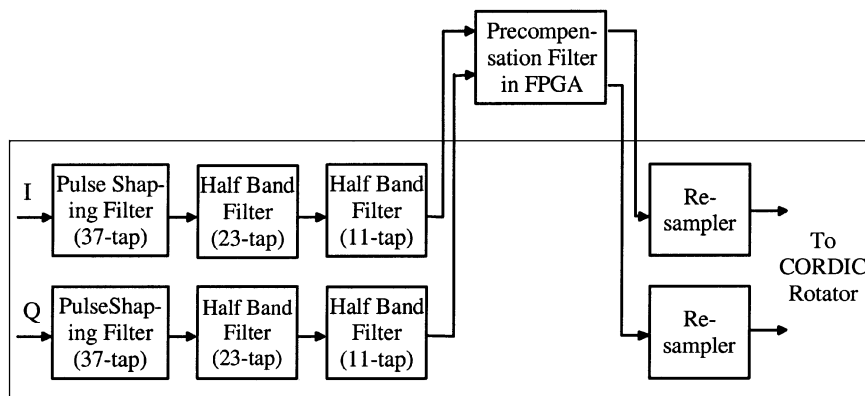 Precompen-
sation Filter
in FPGA
I
Pulse Shap-
ing Filter
(37-tap)
Half Band
Filter
(23-tap)
Half Band
Filter
(11-tap)
Re-
sampler
Q
PulseShap-
ing Filter
(37-tap)
Half Band
Filter
(23-tap)
Half Band
Filter
(11-tap)
Re-
sampler
To
CORDIC
Rotator